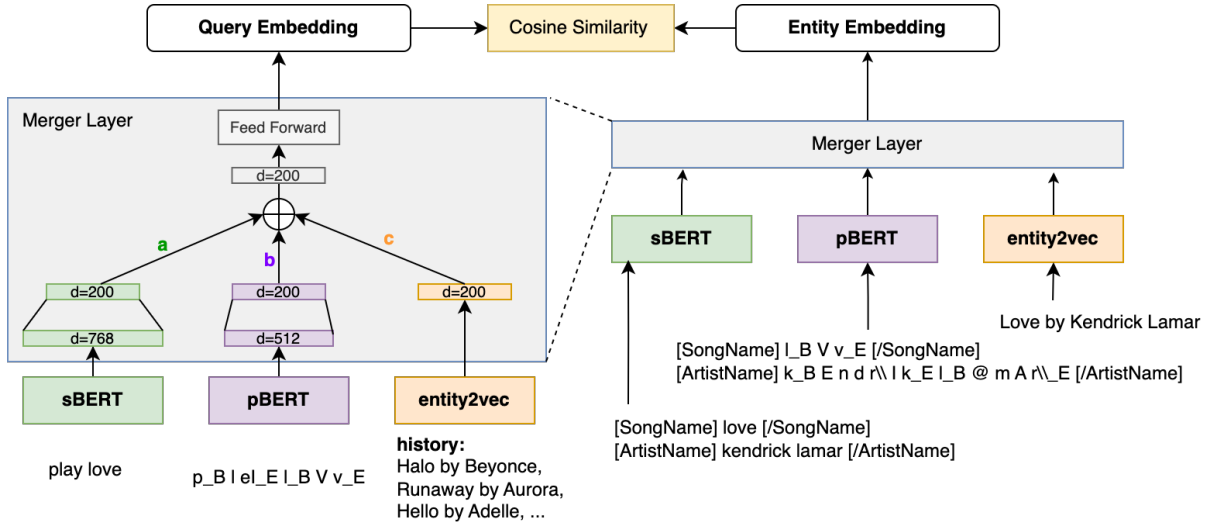 Query Embedding
Cosine Similarity
Entity Embedding
Merger Layer
Feed Forward
d=200
a
b
c
d=200
d=200
d=200
d=768
d=512
sBERT
pBERT
entity2vec
play love
p_B l eI_E l_B V v_E
history:
Halo by Beyonce,
Runaway by Aurora,
Hello by Adelle, ...
Merger Layer
sBERT
pBERT
entity2vec
Love by Kendrick Lamar
[SongName] l_B V v_E [/SongName]
[ArtistName] k_B E n d r\\ I k_E l_B @ m A r\\_E [/ArtistName]
[SongName] love [/SongName]
[ArtistName] kendrick lamar [/ArtistName]